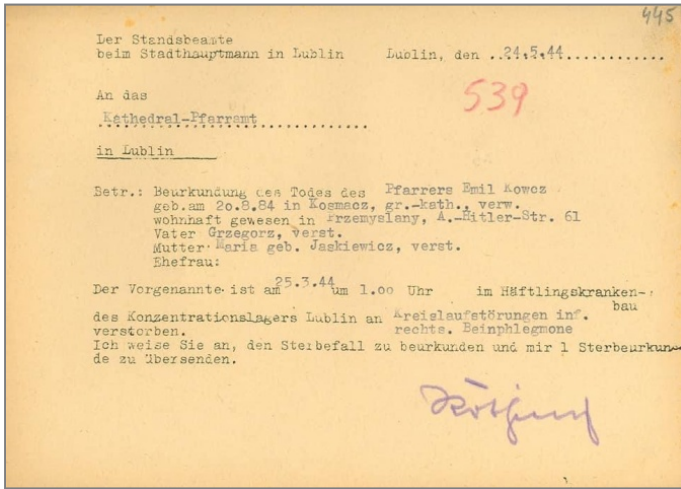 445
Der Standsbeamte
beim Stadthauptmann in Lublin Lublin, den ..24.5.44............
539
An das
Kathedral-Pfarramt
in Lublin
Betr.: Beurkundung des Todes des Pfarrers Emil Kowcz
geb.am 20.8.84 in Kosmacz, gr.-kath., verw.
wohnhaft gewesen in Przemyslany, A.-Hitler-Str. 61
Vater Grzegorz, verst.
Mutter Maria geb. Jaskiewicz, verst.
Ehefrau:
Der Vorgenannte ist am 25.3.44 um 1.oo Uhr im Häftlingskranken-
bau
des Konzentrationslagers Lublin an Kreislaufstörungen inf.
verstorben. rechts. Beinphlegmone
Ich weise Sie an, den Sterbefall zu beurkunden und mir 1 Sterbeurkun-
de zu übersenden.